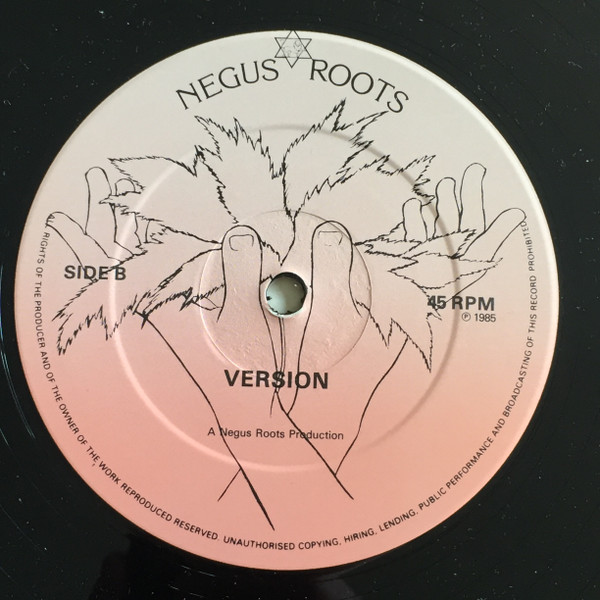 NEGUS ROOTS
SIDE B
45 RPM
℗ 1985
VERSION
A Negus Roots Production
ALL RIGHTS OF THE PRODUCER AND OF THE OWNER OF THE WORK REPRODUCED RESERVED. UNAUTHORISED COPYING, HIRING, LENDING, PUBLIC PERFORMANCE AND BROADCASTING OF THIS RECORD PROHIBITED